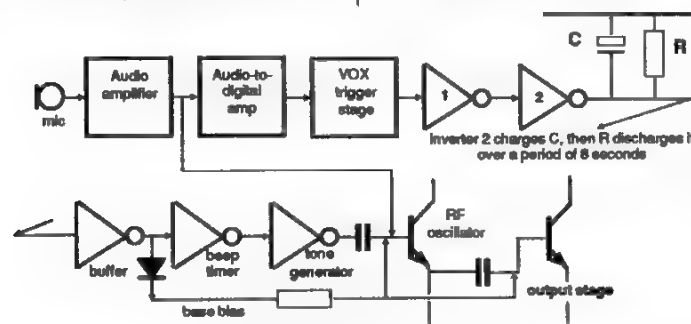 C
R
mic
Audio
amplifier
Audio-to-
digital
amp
VOX
trigger
stage
1
2
Inverter 2 charges C, then R discharges it
over a period of 8 seconds
buffer
beep
timer
tone
generator
RF
oscillator
output stage
base bias